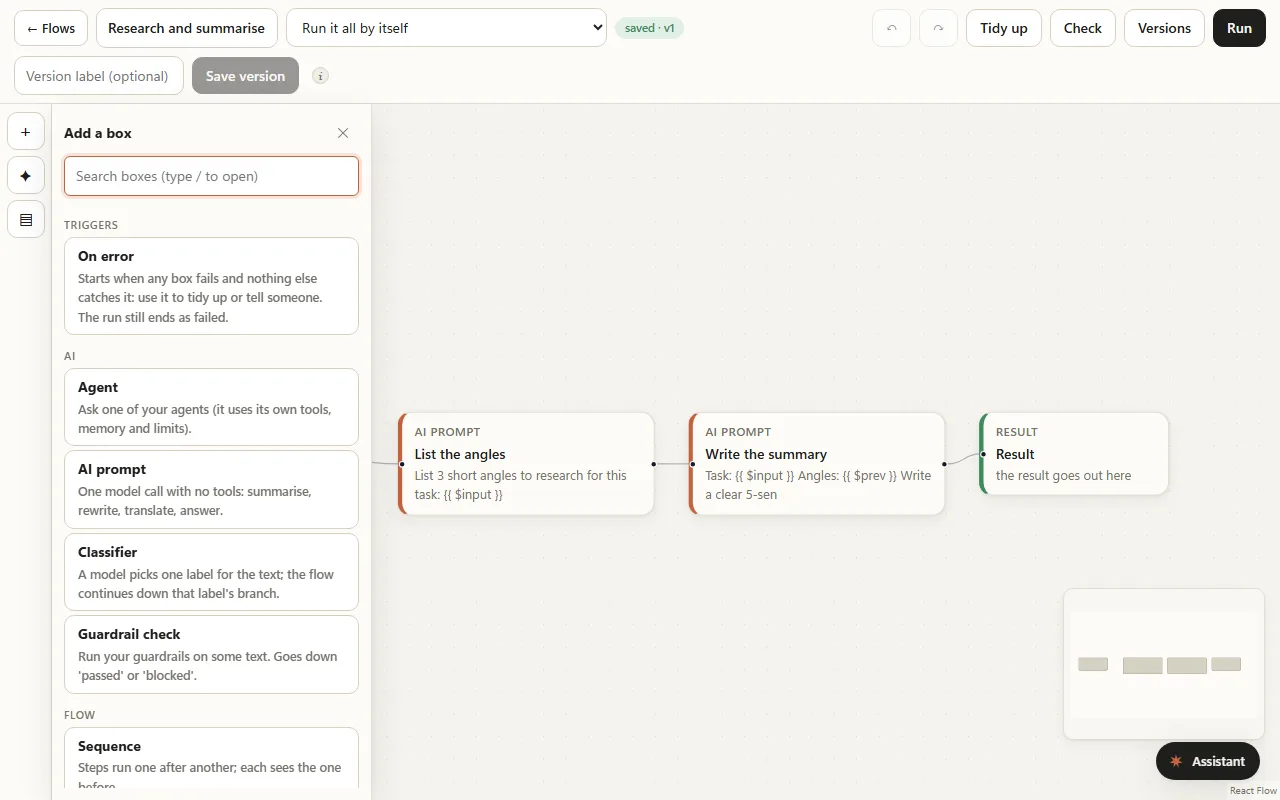 ← Flows
Research and summarise
Run it all by itself
saved · v1
Tidy up
Check
Versions
Run
Version label (optional)
Save version
i
Add a box
Search boxes (type / to open)
TRIGGERS
On error
Starts when any box fails and nothing else
catches it: use it to tidy up or tell someone.
The run still ends as failed.
AI
Agent
Ask one of your agents (it uses its own tools,
memory and limits).
AI prompt
One model call with no tools: summarise,
rewrite, translate, answer.
Classifier
A model picks one label for the text; the flow
continues down that label's branch.
Guardrail check
Run your guardrails on some text. Goes down
'passed' or 'blocked'.
FLOW
Sequence
Steps run one after another; each sees the one
before.
AI PROMPT
List the angles
List 3 short angles to research for this
task: {{ $input }}
AI PROMPT
Write the summary
Task: {{ $input }} Angles: {{ $prev }} Write
a clear 5-sen
RESULT
Result
the result goes out here
Assistant
React Flow